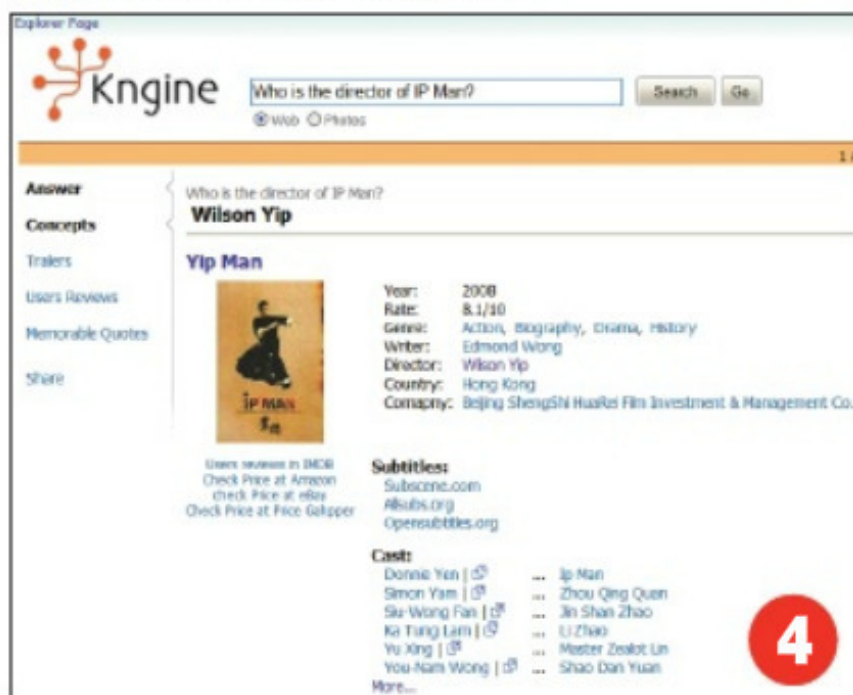 Explorer Page
Kngine
Who is the director of IP Man?
Search
Go
Web
Photos
1
Answer
Concepts
Trailers
Users Reviews
Memorable Quotes
Share
Who is the director of IP Man?
Wilson Yip
Yip Man
IP MAN
Year: 2008
Rate: 8.1/10
Genre: Action, Biography, Drama, History
Writer: Edmond Wong
Director: Wilson Yip
Country: Hong Kong
Comapny: Beijing ShengShi HuaRei Film Investment & Management Co.
Users reviews in IMDB
Check Price at Amazon
check Price at eBay
Check Price at Price
Subtitles:
Subscene.com
Allsubs.org
Opensubtitles.org
Cast:
Donnie Yen | ... Ip Man
Simon Yam | ... Zhou Qing Quan
Siu-Wong Fan | ... Jin Shan Zhao
Ka Tung Lam | ... Li Zhao
Yu Xing | ... Master Zealot Lin
You-Nam Wong | ... Shao Dan Yuan
More...
4